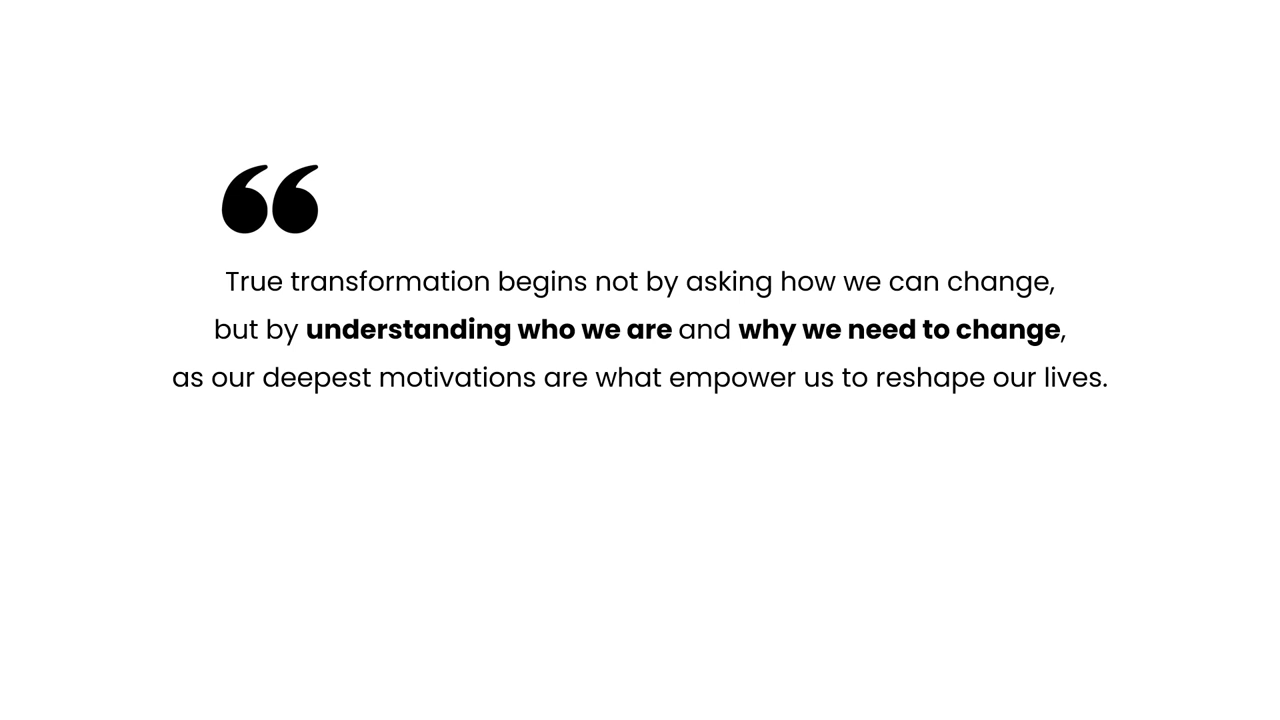 “
True transformation begins not by asking how we can change,
but by understanding who we are and why we need to change,
as our deepest motivations are what empower us to reshape our lives.